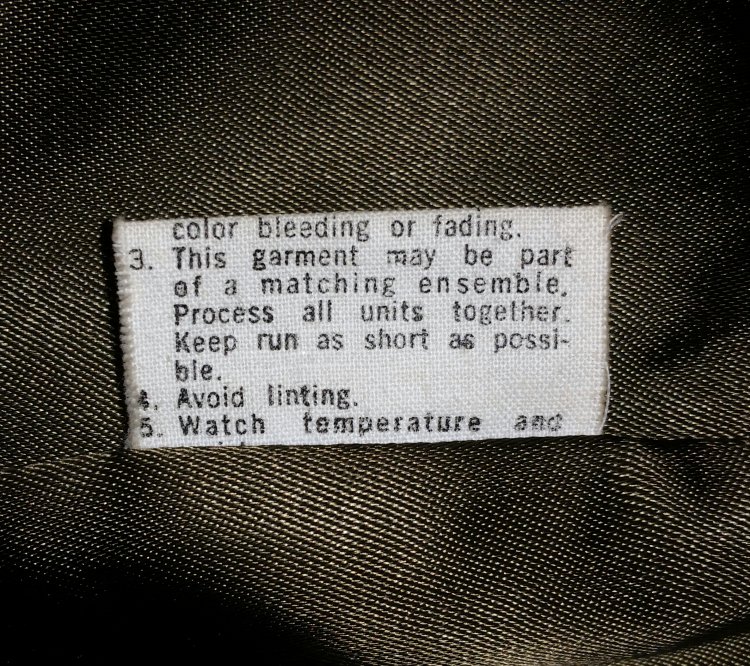 color bleeding or fading.
3. This garment may be part
of a matching ensemble.
Process all units together.
Keep run as short as possi-
ble.
4. Avoid linting.
5. Watch temperature and